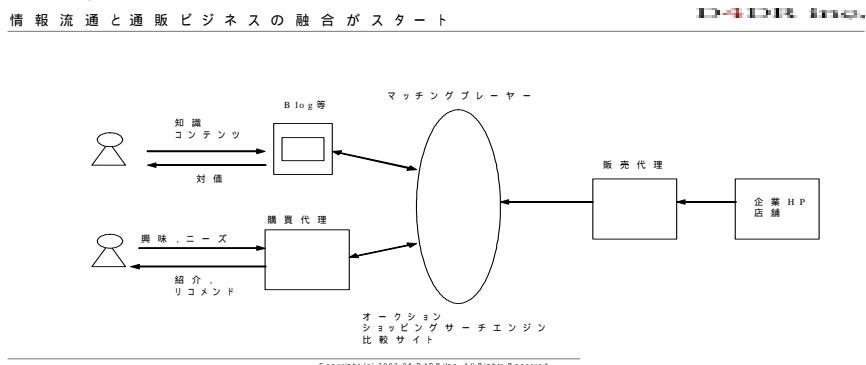 情報流通と通販ビジネスの融合がスタート
D4DR inc.
マッチングプレーヤー
Blog等
知識
コンテンツ
対価
販売代理
企業HP
店舗
購買代理
興味,ニーズ
紹介,
リコメンド
オークション
ショッピングサーチエンジン
比較サイト